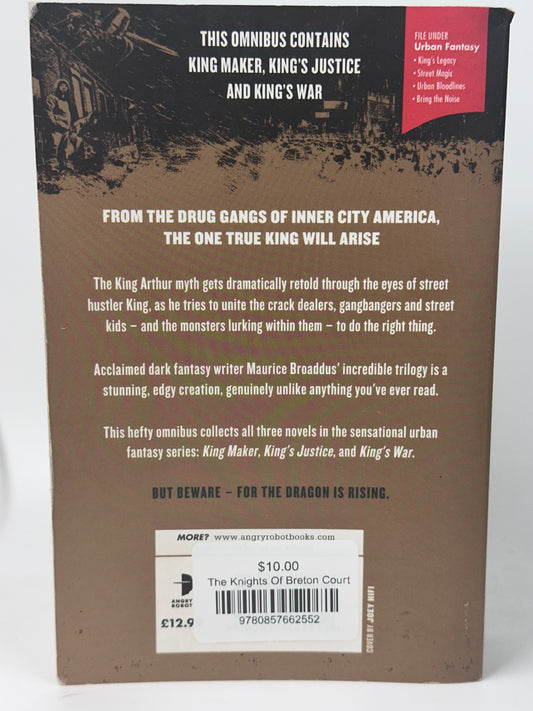 THIS OMNIBUS CONTAINS
KING MAKER, KING'S JUSTICE
AND KING'S WAR
FILE UNDER
Urban Fantasy
• King's Legacy
• Street Magic
• Urban Bloodlines
• Bring the Noise
FROM THE DRUG GANGS OF INNER CITY AMERICA,
THE ONE TRUE KING WILL ARISE
The King Arthur myth gets dramatically retold through the eyes of street
hustler King, as he tries to unite the crack dealers, gangbangers and street
kids – and the monsters lurking within them – to do the right thing.
Acclaimed dark fantasy writer Maurice Broaddus' incredible trilogy is a
stunning, edgy creation, genuinely unlike anything you've ever read.
This hefty omnibus collects all three novels in the sensational urban
fantasy series: King Maker, King's Justice, and King's War.
BUT BEWARE – FOR THE DRAGON IS RISING.
MORE? www.angryrobotbooks.com
ANGRY
ROBOT
£12.9
$10.00
The Knights Of Breton Court
9780857662552
COVER BY JOEY HIFI